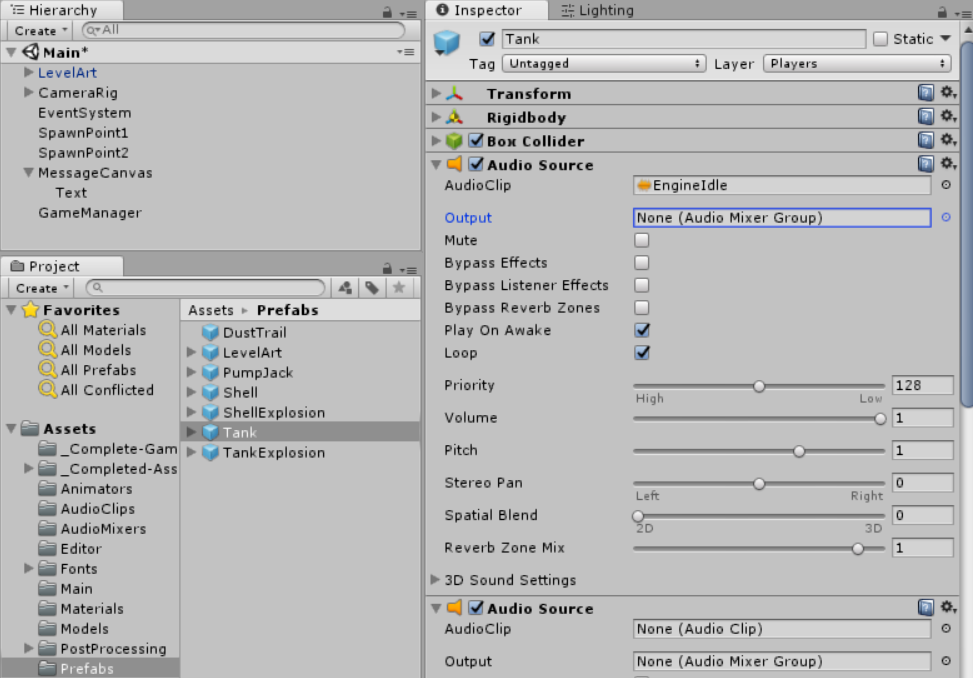 Hierarchy
Create All
Main*
LevelArt
CameraRig
EventSystem
SpawnPoint1
SpawnPoint2
MessageCanvas
Text
GameManager
Project
Create
Favorites
All Materials
All Models
All Prefabs
All Conflicted
Assets
_Complete-Gam
_Completed-Ass
Animators
AudioClips
AudioMixers
Editor
Fonts
Main
Materials
Models
PostProcessing
Prefabs
Assets Prefabs
DustTrail
LevelArt
PumpJack
Shell
ShellExplosion
Tank
TankExplosion
Inspector Lighting
Tank Static
Tag Untagged Layer Players
Transform
Rigidbody
Box Collider
Audio Source
AudioClip EngineIdle
Output None (Audio Mixer Group)
Mute
Bypass Effects
Bypass Listener Effects
Bypass Reverb Zones
Play On Awake
Loop
Priority 128
High Low
Volume 1
Pitch 1
Stereo Pan 0
Left Right
Spatial Blend 0
2D 3D
Reverb Zone Mix 1
3D Sound Settings
Audio Source
AudioClip None (Audio Clip)
Output None (Audio Mixer Group)